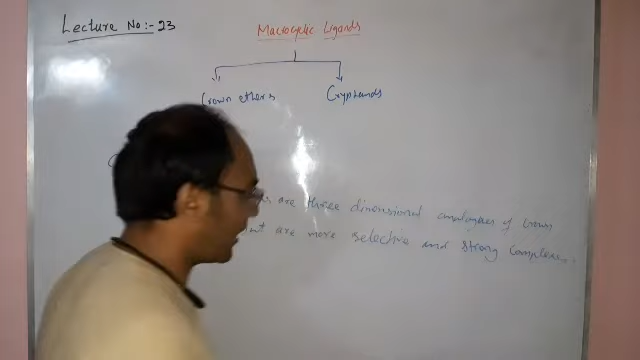 Lecture No:- 23
Macrocyclic Ligands
Crown ethers
Cryptands
are three dimensional analogues of Crown
but are more selective and strong Complexes.